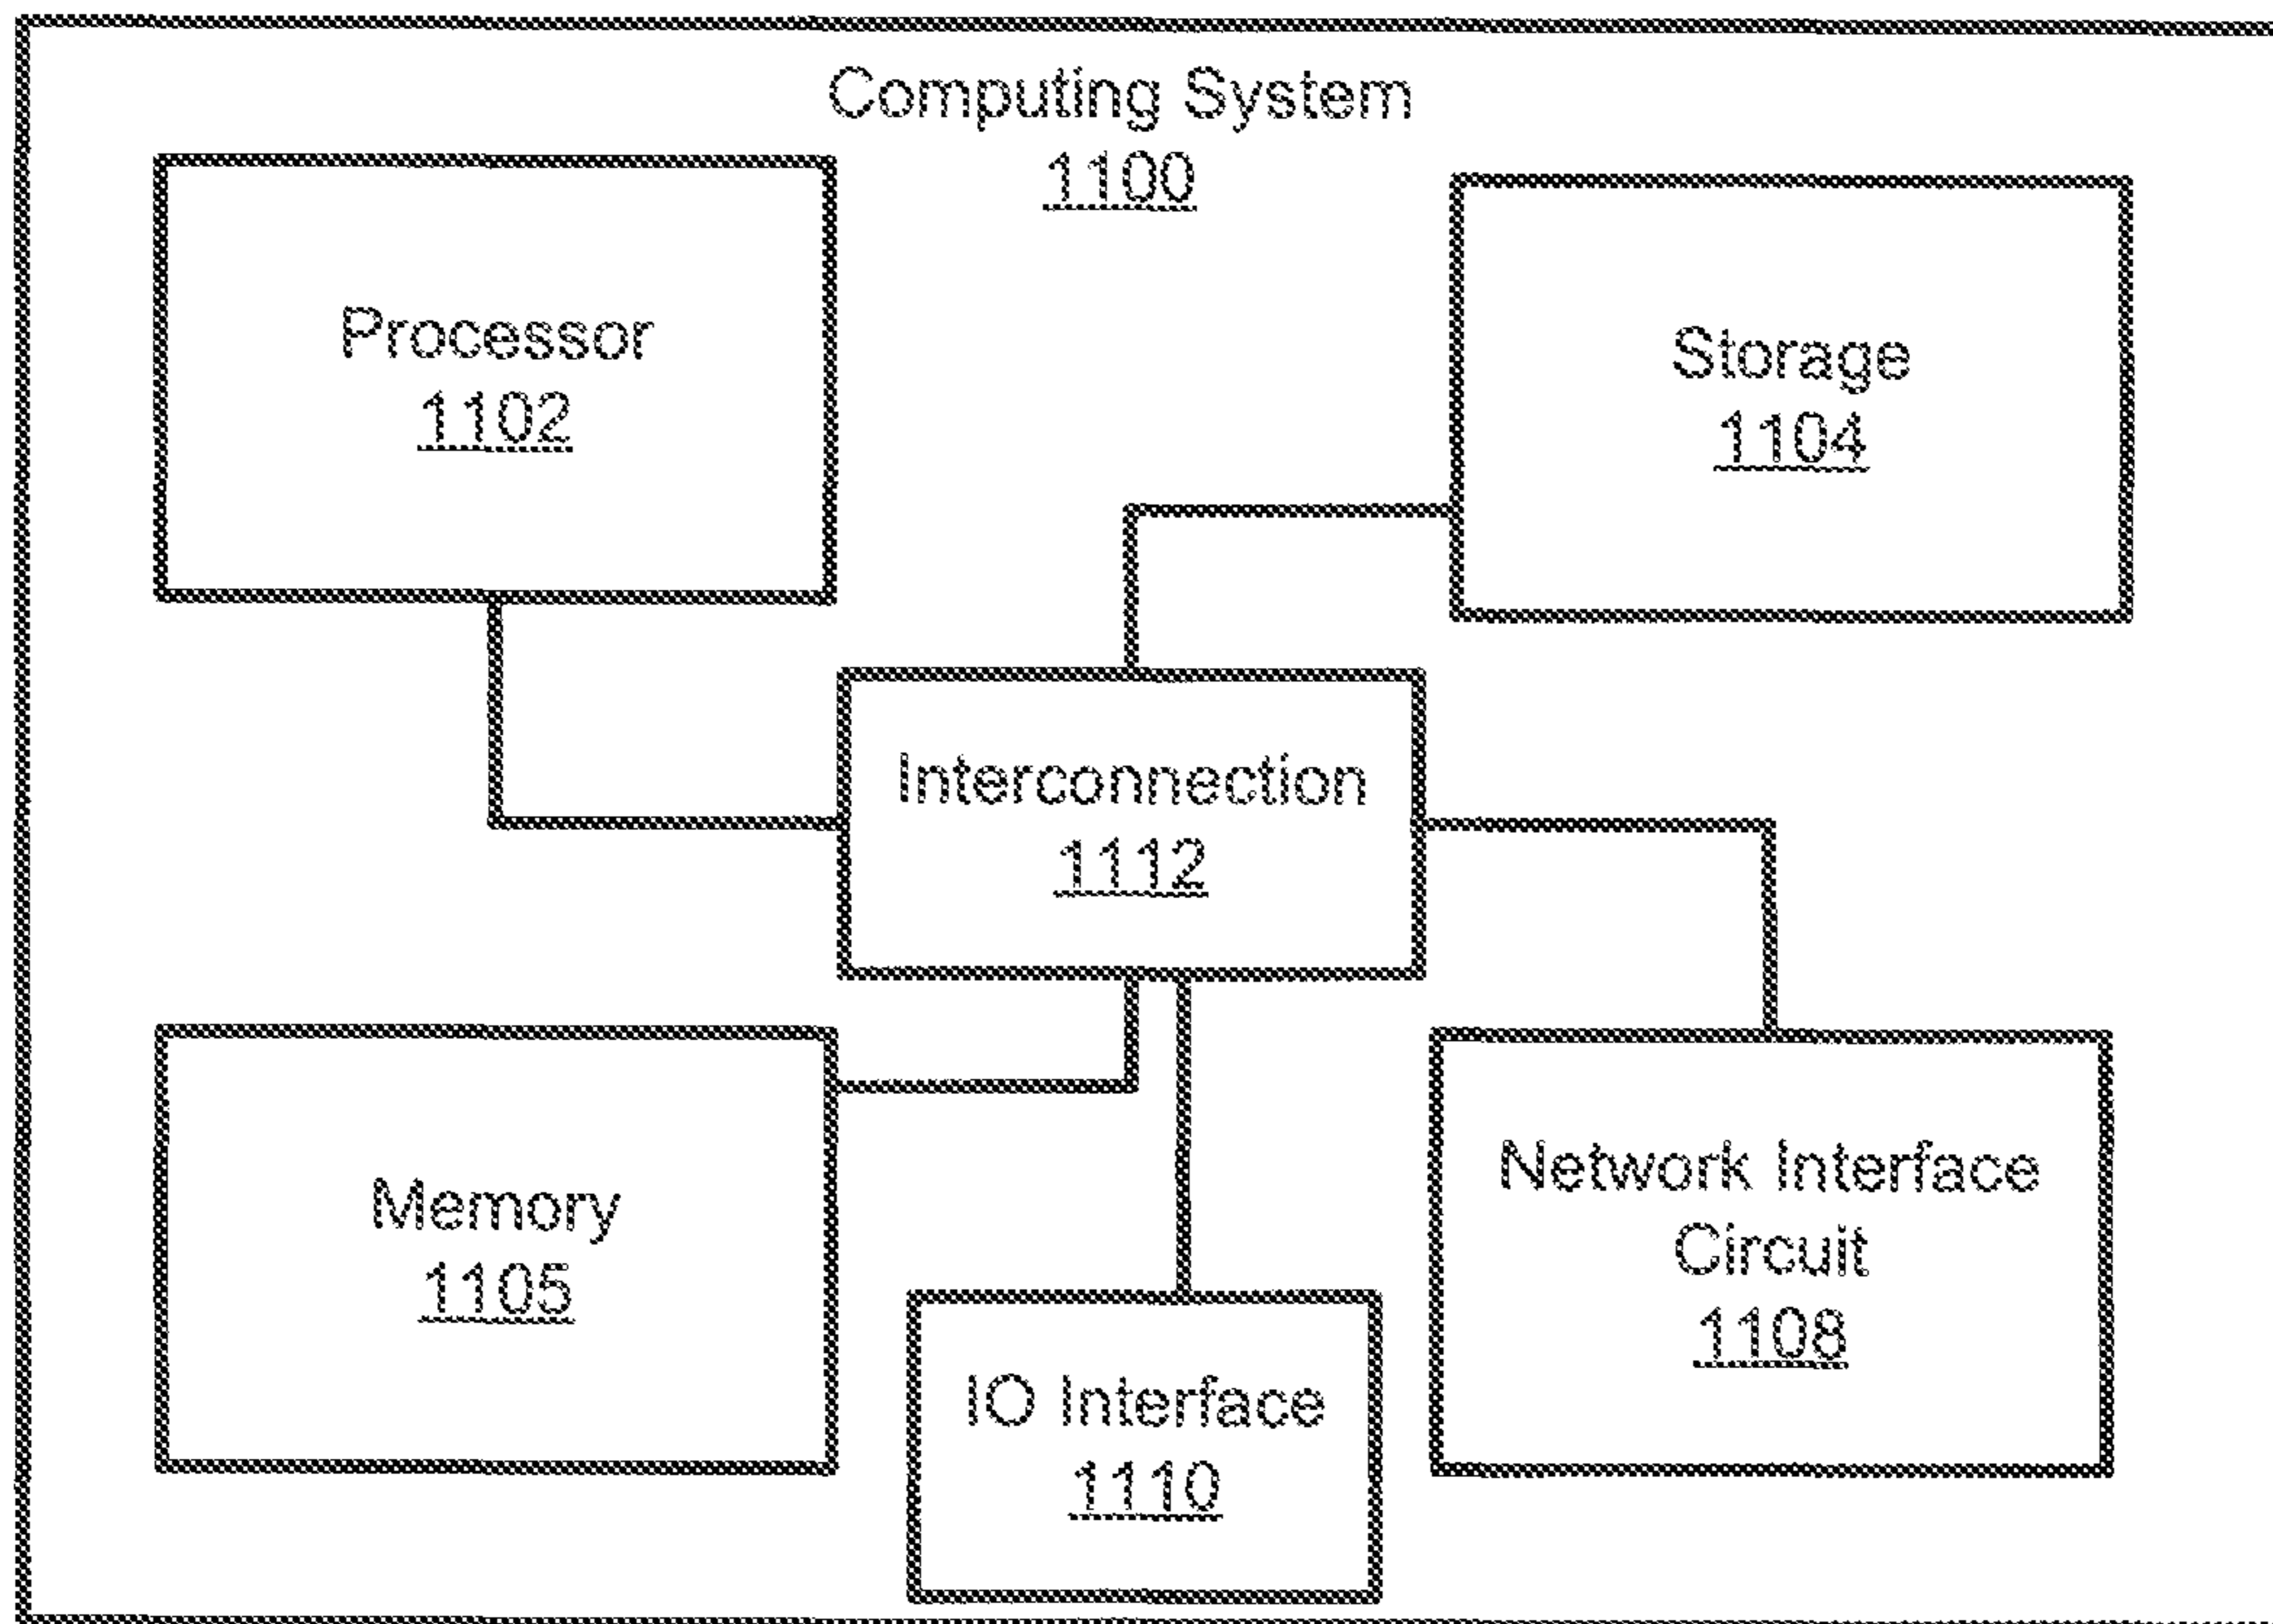 Computing System
1100
Processor
1102
Storage
1104
Interconnection
1112
Memory
1105
IO Interface
1110
Network Interface
Circuit
1108